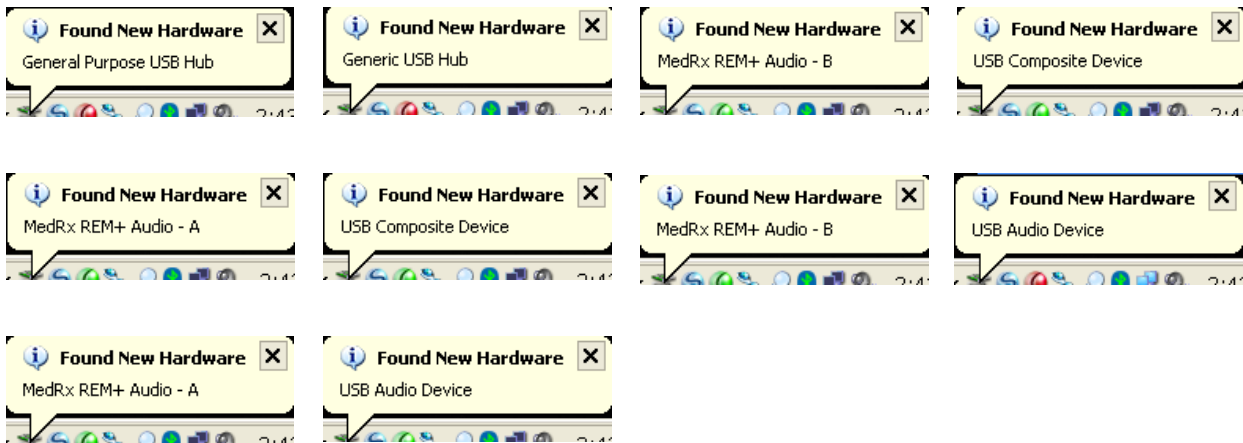 Found New Hardware
General Purpose USB Hub
Found New Hardware
Generic USB Hub
Found New Hardware
MedRx REM+ Audio - B
Found New Hardware
USB Composite Device
Found New Hardware
MedRx REM+ Audio - A
Found New Hardware
USB Composite Device
Found New Hardware
MedRx REM+ Audio - B
Found New Hardware
USB Audio Device
Found New Hardware
MedRx REM+ Audio - A
Found New Hardware
USB Audio Device